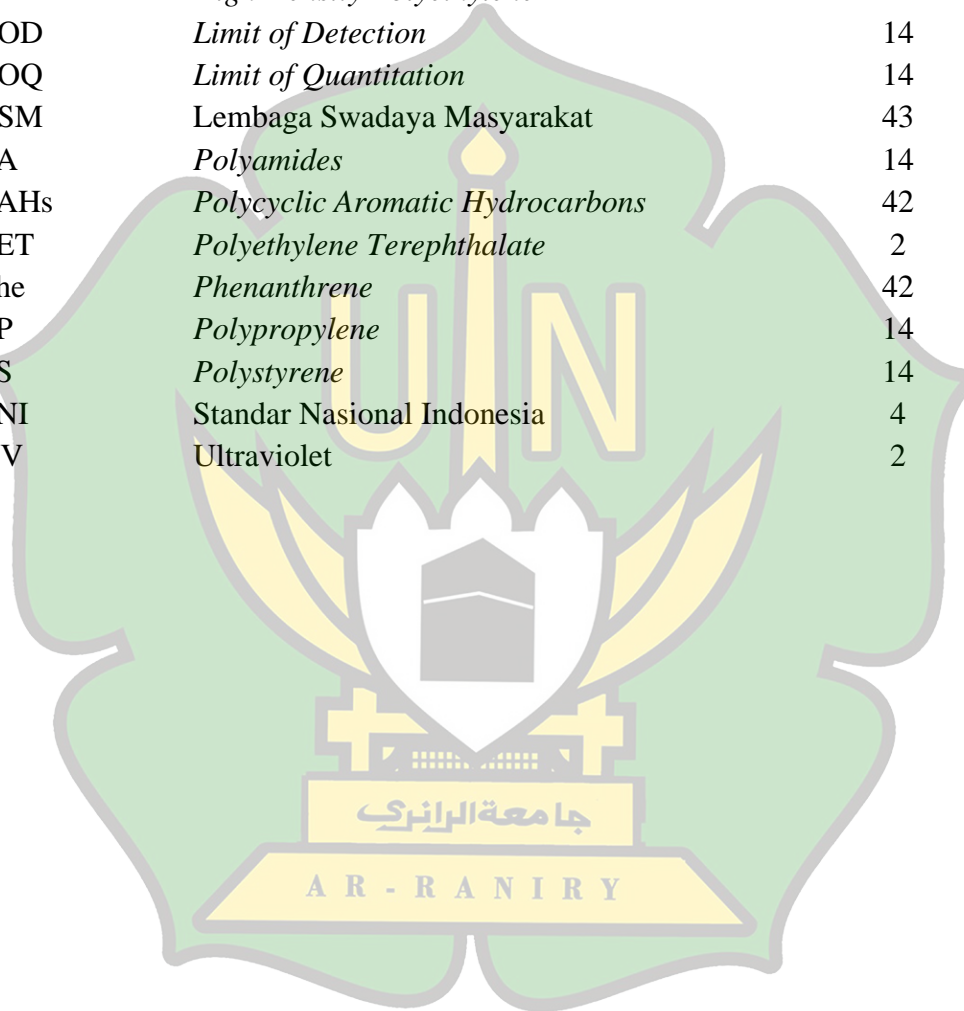 OD Limit of Detection 14
OQ Limit of Quantitation 14
SM Lembaga Swadaya Masyarakat 43
A Polyamides 14
AHs Polycyclic Aromatic Hydrocarbons 42
ET Polyethylene Terephthalate 2
he Phenanthrene 42
P Polypropylene 14
S Polystyrene 14
NI Standar Nasional Indonesia 4
V Ultraviolet 2
UIN
جامعةالرانري
AR-RANIRY